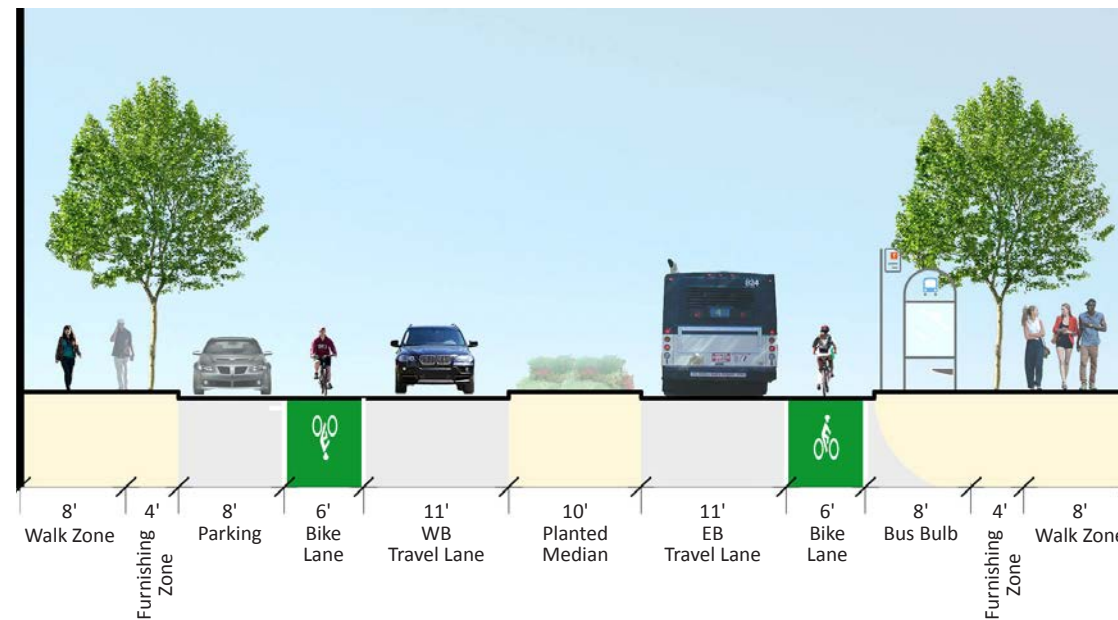 824
8'
Walk Zone
4'
Furnishing
Zone
8'
Parking
6'
Bike
Lane
11'
WB
Travel Lane
10'
Planted
Median
11'
EB
Travel Lane
6'
Bike
Lane
8'
Bus Bulb
4'
Furnishing
Zone
8'
Walk Zone